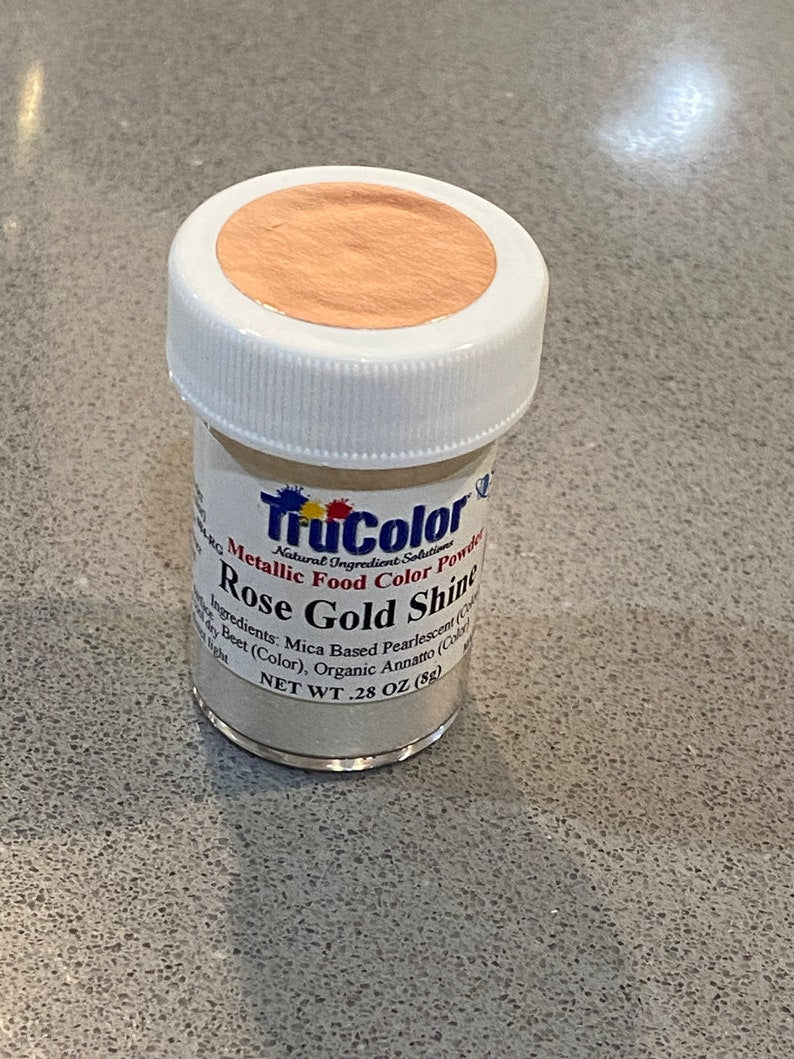 TruColor
Natural Ingredient Solutions
Metallic Food Color Powder
Rose Gold Shine
Ingredients: Mica Based Pearlescent
Beet (Color), Organic Annatto (Color)
NET WT .28 OZ (8g)
light